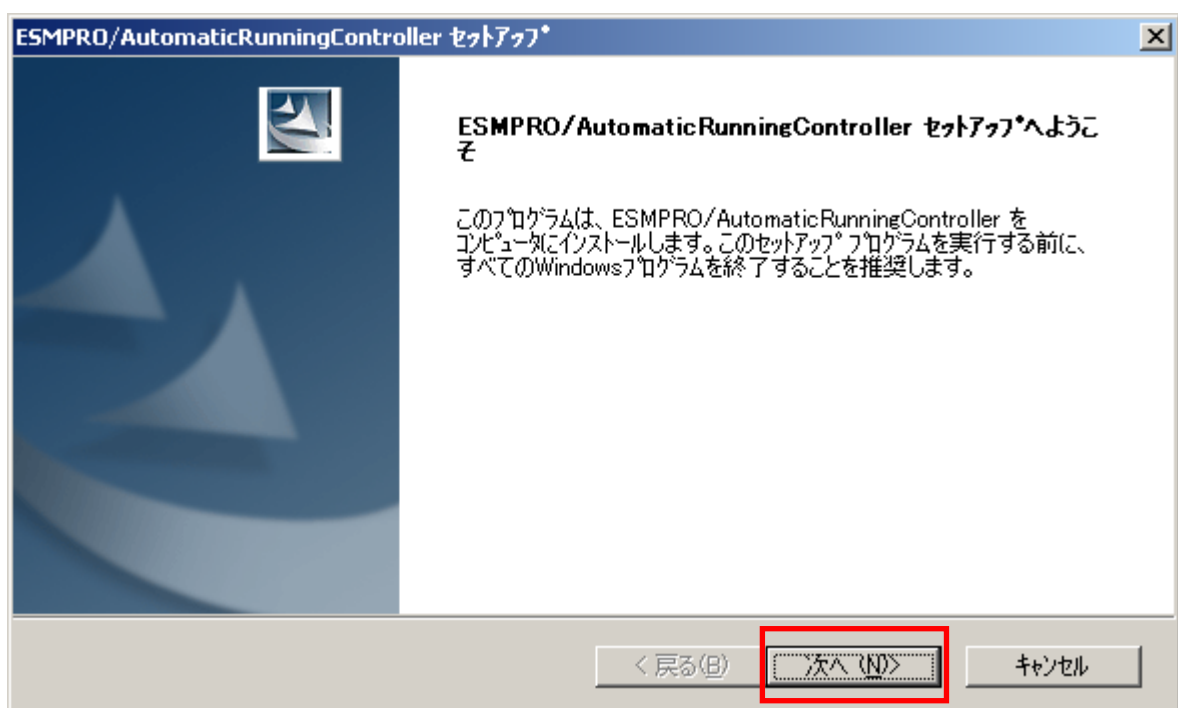 ESMPRO/AutomaticRunningController ｾｯﾄｱｯﾌﾟ
ESMPRO/AutomaticRunningController ｾｯﾄｱｯﾌﾟへようこ
そ
このﾌﾟﾛｸﾞﾗﾑは、ESMPRO/AutomaticRunningController を
ｺﾝﾋﾟｭｰﾀにインストールします。このｾｯﾄｱｯﾌﾟ ﾌﾟﾛｸﾞﾗﾑを実行する前に、
すべてのWindowsﾌﾟﾛｸﾞﾗﾑを終了することを推奨します。
< 戻る(B) 次へ (N)> ｷｬﾝｾﾙ